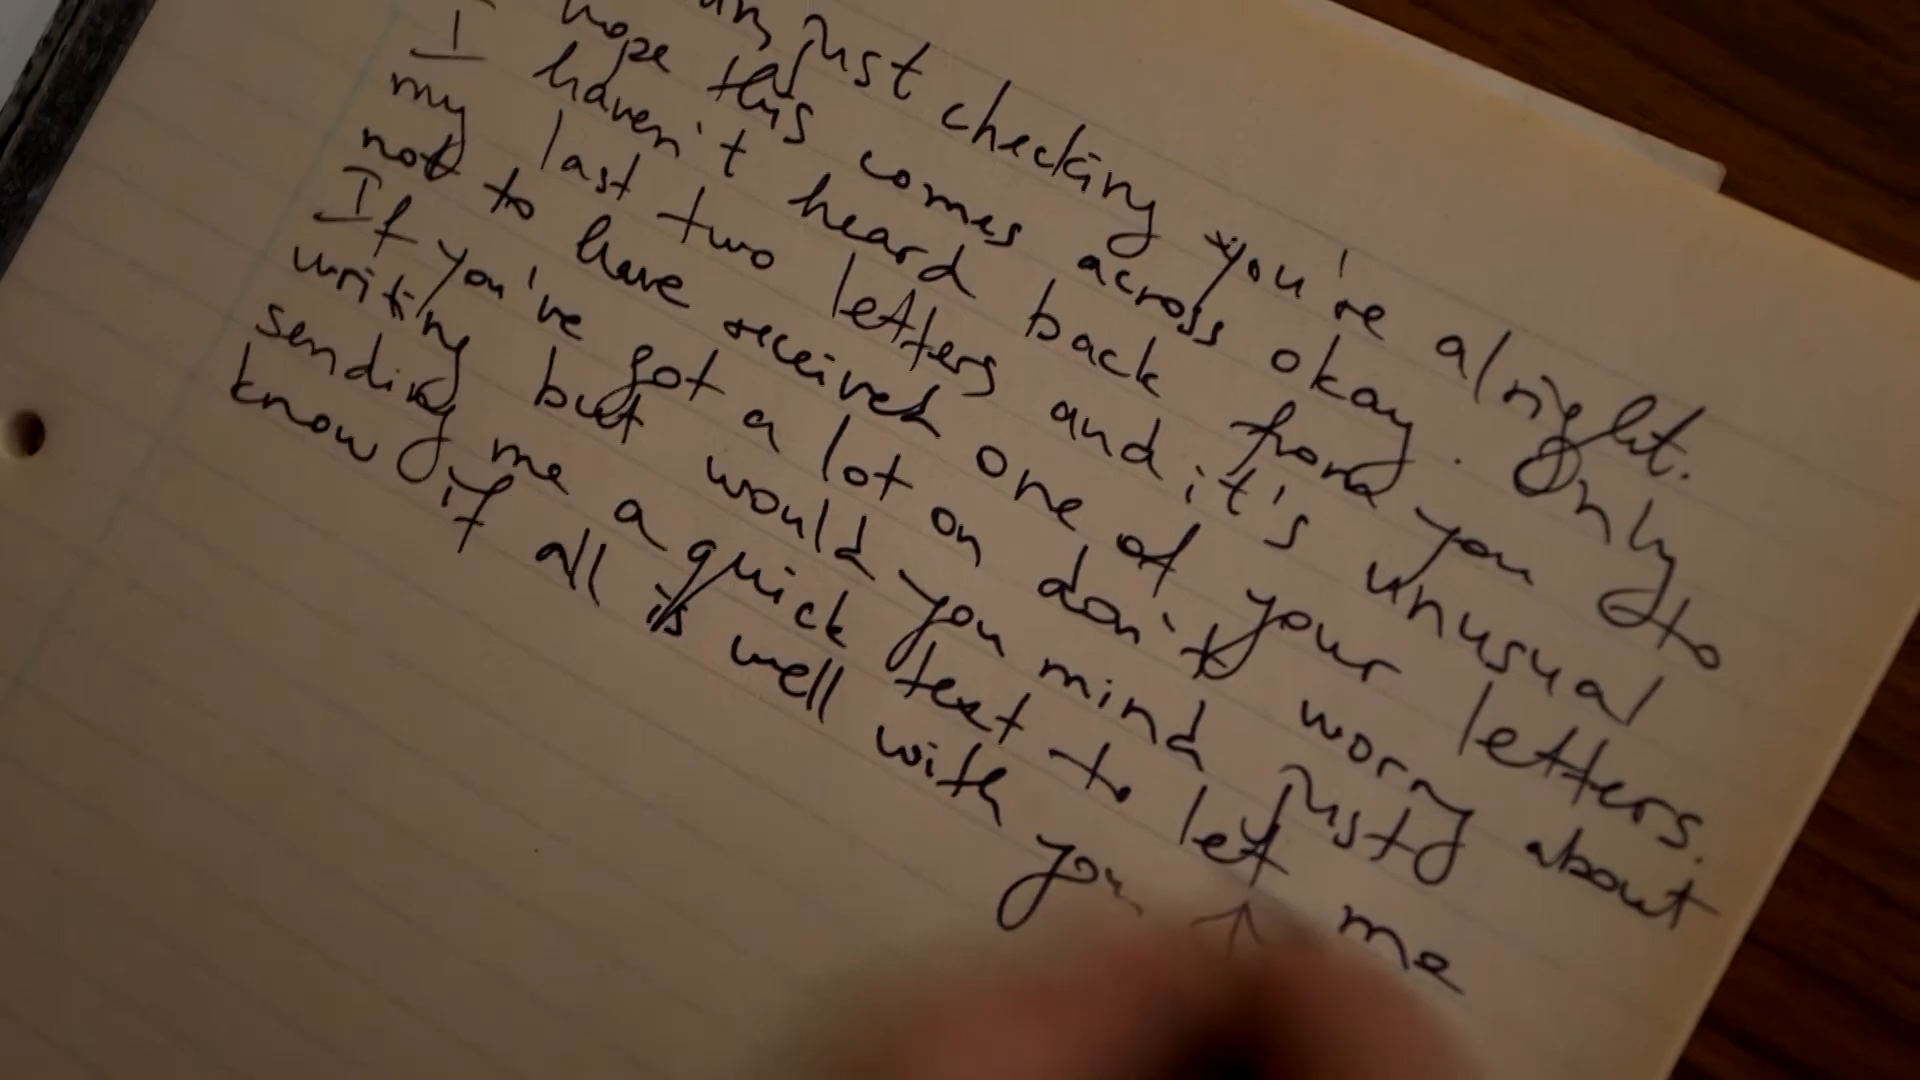 just checking you're alright.
hope this comes across okay. Only
I haven't heard back from you to
my last two letters and it's unusual
not to have received one of your letters.
If you've got a lot on don't worry about
writing but would you mind just
sending me a quick text to let me
know if all is well with you